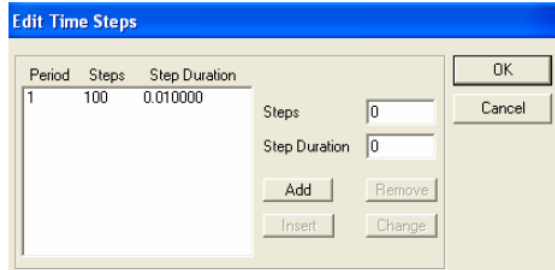 Edit Time Steps
Period Steps Step Duration
1 100 0.010000
Steps 0
Step Duration 0
Add Remove
Insert Change
OK
Cancel